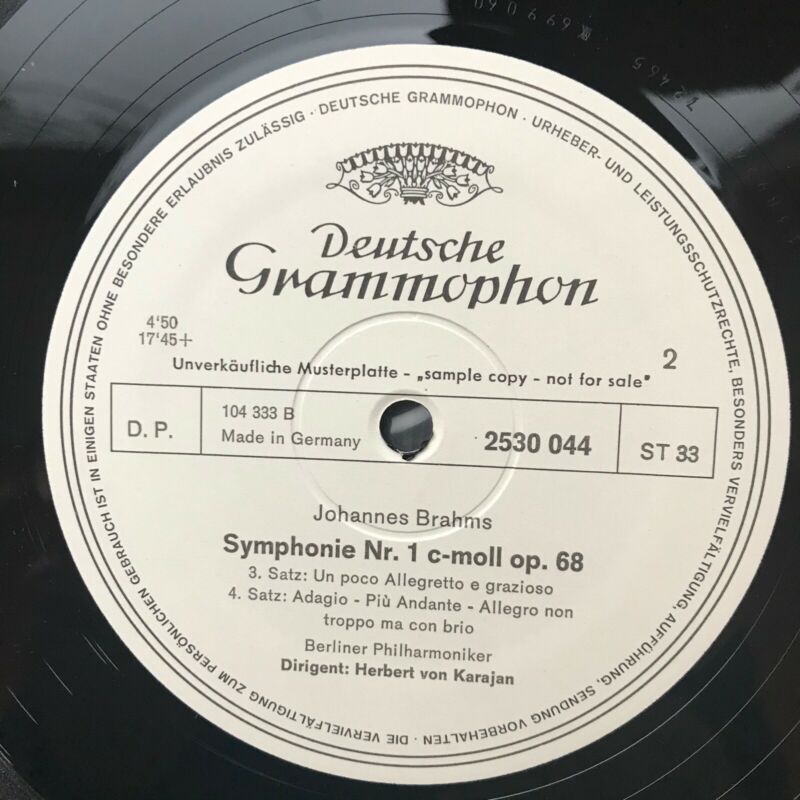 DEUTSCHE GRAMMOPHON · URHEBER- UND LEISTUNGSSCHUTZRECHTE, BESONDERS VERVIELFÄLTIGUNG, AUFFÜHRUNG, SENDUNG VORBEHALTEN · DIE VERVIELFÄLTIGUNG ZUM PERSÖNLICHEN GEBRAUCH IST IN EINIGEN STAATEN OHNE BESONDERE ERLAUBNIS ZULÄSSIG ·
Deutsche
Grammophon
4'50
17'45+
2
Unverkäufliche Musterplatte - „sample copy - not for sale"
D. P.
104 333 B
Made in Germany
2530 044
ST 33
Johannes Brahms
Symphonie Nr. 1 c-moll op. 68
3. Satz: Un poco Allegretto e grazioso
4. Satz: Adagio - Più Andante - Allegro non
troppo ma con brio
Berliner Philharmoniker
Dirigent: Herbert von Karajan